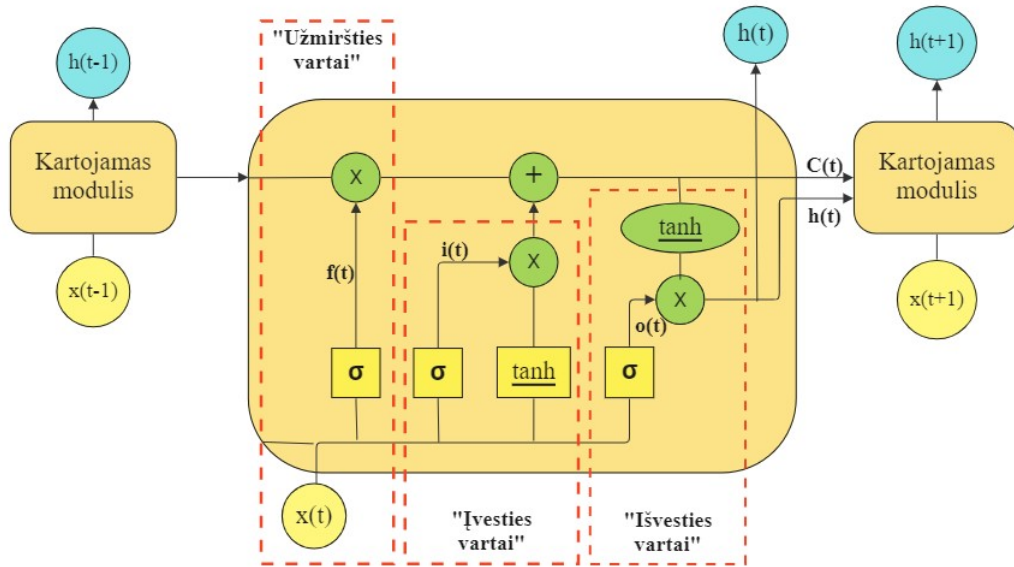 "Užmiršties
vartai"
h(t-1)
h(t)
h(t+1)
Kartojamas
modulis
x
+
C(t)
Kartojamas
modulis
h(t)
tanh
i(t)
x
f(t)
x(t-1)
x
o(t)
x(t+1)
σ
σ
tanh
σ
x(t)
"Įvesties
vartai"
"Išvesties
vartai"